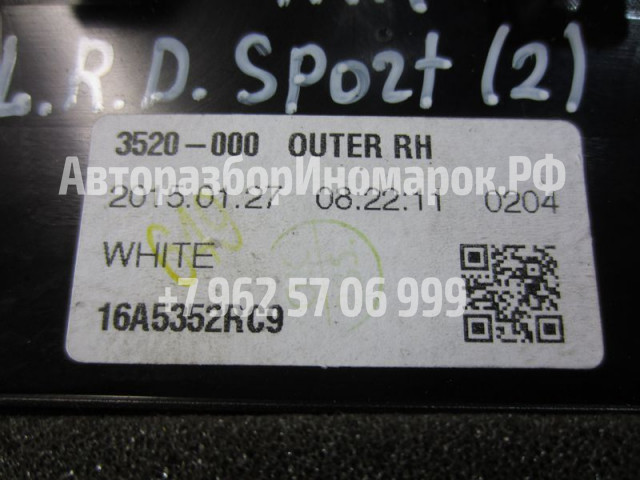 L.R.D. Sport (2)
3520-000 OUTER RH
АвторазборИномарок.РФ
2015.01.27 08:22:11 0204
WHITE
+7 962 57 06 999
16A5352RC9